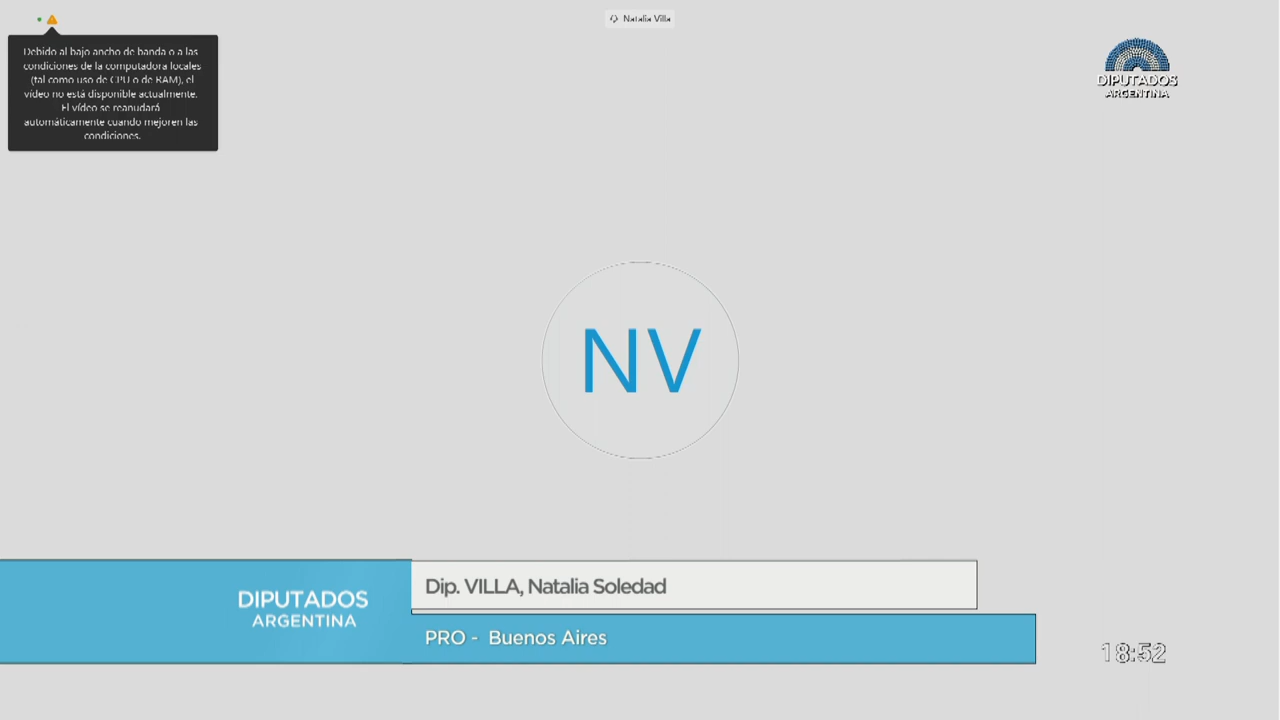 Natalia Villa
Debido al bajo ancho de banda o a las
condiciones de la computadora locales
(tal como uso de CPU o de RAM), el
vídeo no está disponible actualmente.
El vídeo se reanudará
automáticamente cuando mejoren las
condiciones.
DIPUTADOS
ARGENTINA
NV
DIPUTADOS
ARGENTINA
Dip. VILLA, Natalia Soledad
PRO - Buenos Aires
18:52